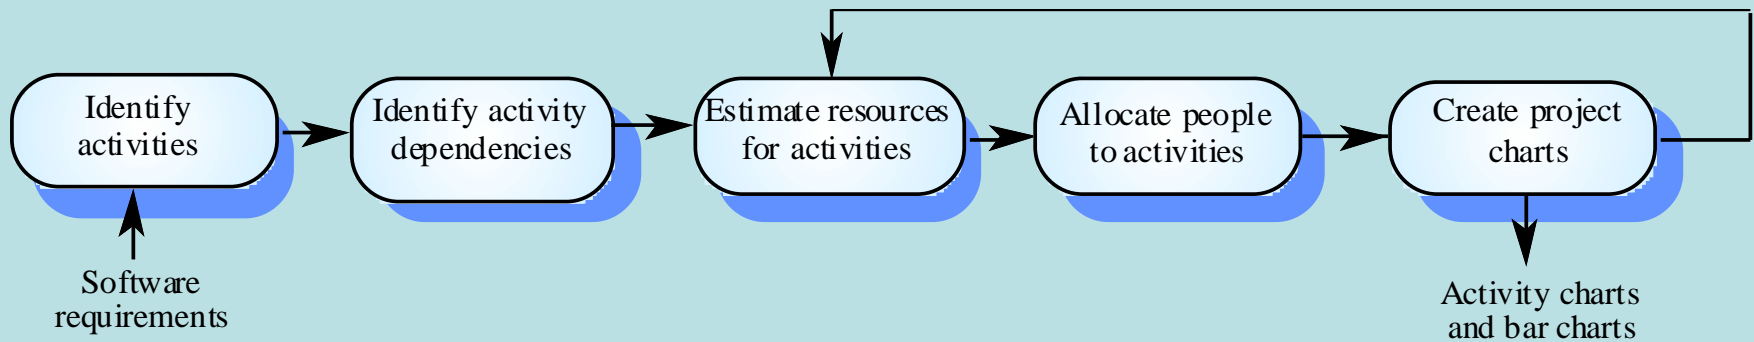 Identify
activities
Identify activity
dependencies
Estimate resources
for activities
Allocate people
to activities
Create project
charts
Software
requirements
Activity charts
and bar charts